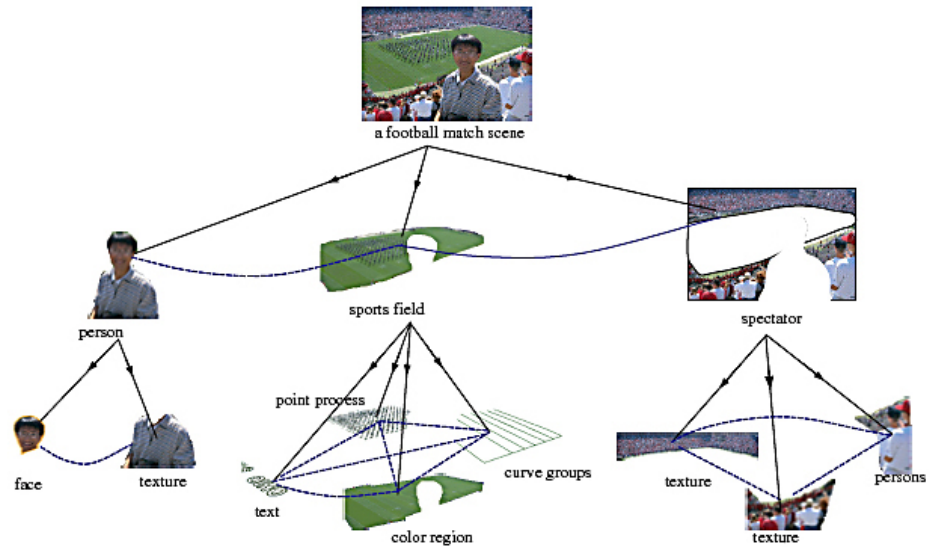 a football match scene
sports field
person
spectator
point process
face
texture
text
curve groups
color region
texture
persons
texture